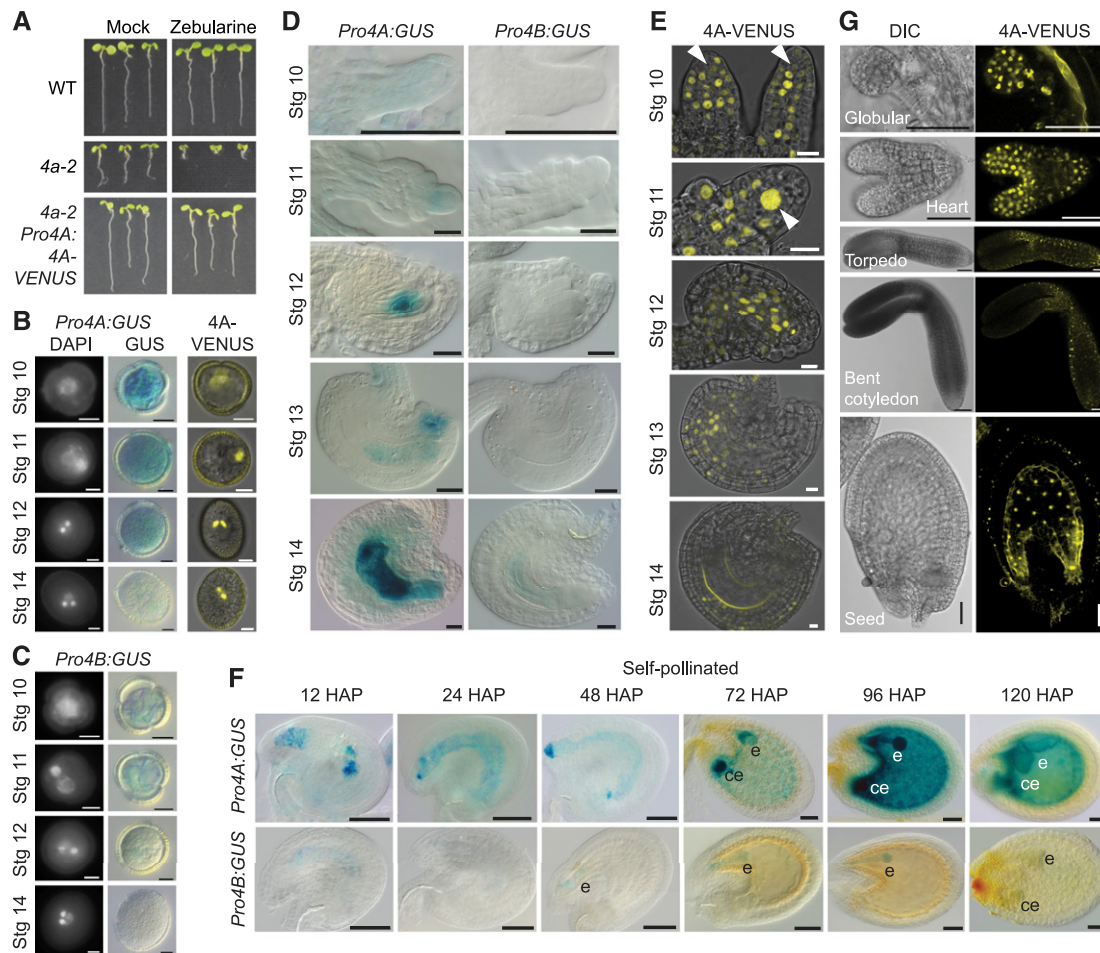 A
Mock
Zebularine
WT
4a-2
4a-2
Pro4A:
4A-
VENUS
B
Pro4A:GUS
4A-
DAPI
GUS
VENUS
Stg 10
Stg 11
Stg 12
Stg 14
C
Pro4B:GUS
Stg 10
Stg 11
Stg 12
Stg 14
D
Pro4A:GUS
Pro4B:GUS
Stg 10
Stg 11
Stg 12
Stg 13
Stg 14
E
4A-VENUS
Stg 10
Stg 11
Stg 12
Stg 13
Stg 14
G
DIC
4A-VENUS
Globular
Heart
Torpedo
Bent
cotyledon
Seed
F
Self-pollinated
12 HAP
24 HAP
48 HAP
72 HAP
96 HAP
120 HAP
Pro4A:GUS
e
ce
e
ce
e
ce
Pro4B:GUS
e
e
e
e
ce